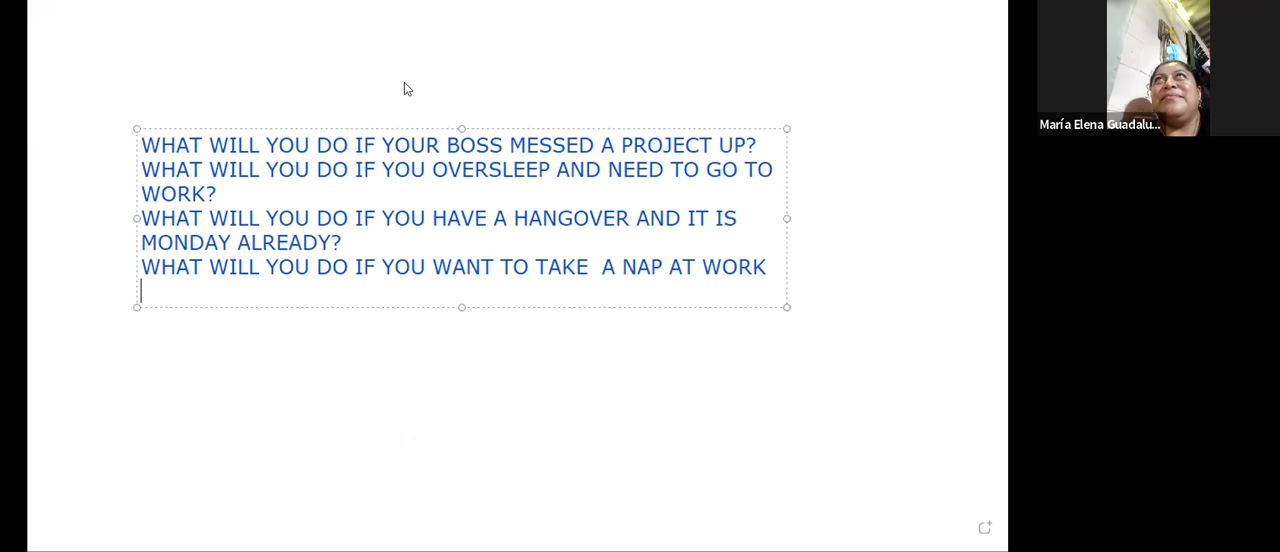 WHAT WILL YOU DO IF YOUR BOSS MESSED A PROJECT UP?
WHAT WILL YOU DO IF YOU OVERSLEEP AND NEED TO GO TO
WORK?
WHAT WILL YOU DO IF YOU HAVE A HANGOVER AND IT IS
MONDAY ALREADY?
WHAT WILL YOU DO IF YOU WANT TO TAKE  A NAP AT WORK
María Elena Guadalu...